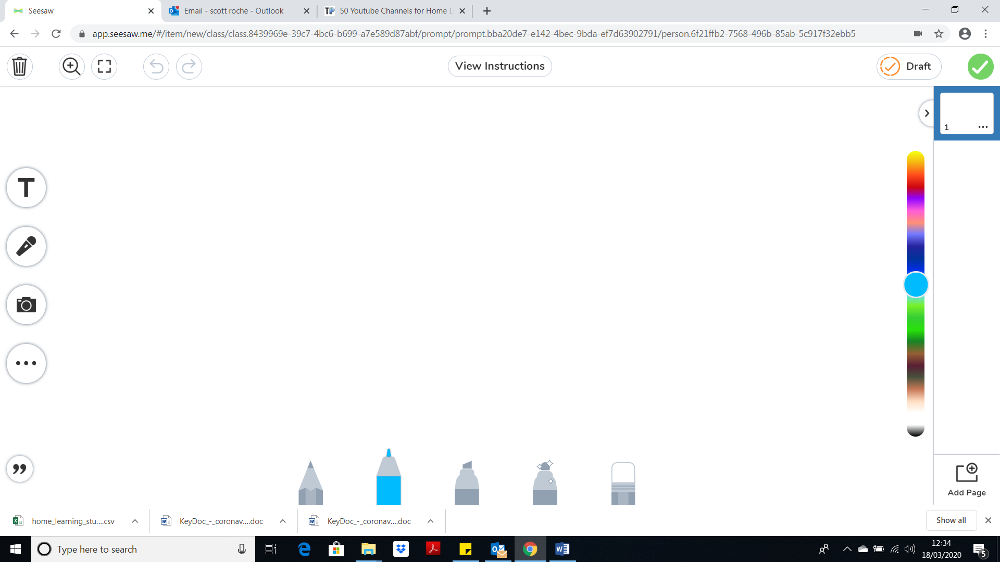 Seesaw
Email - scott roche - Outlook
50 Youtube Channels for Home L
app.seesaw.me/#/item/new/class/class.8439969e-39c7-4bc6-b699-a7e589d87abf/prompt/prompt.bba20de7-e142-4bec-9bda-ef7d63902791/person.6f21ffb2-7568-496b-85ab-5c917f32ebb5
View Instructions
Draft
1
T
Add Page
home_learning_stu....csv
KeyDoc_-_coronav....doc
KeyDoc_-_coronav....doc
Show all
Type here to search
12:34
18/03/2020
5